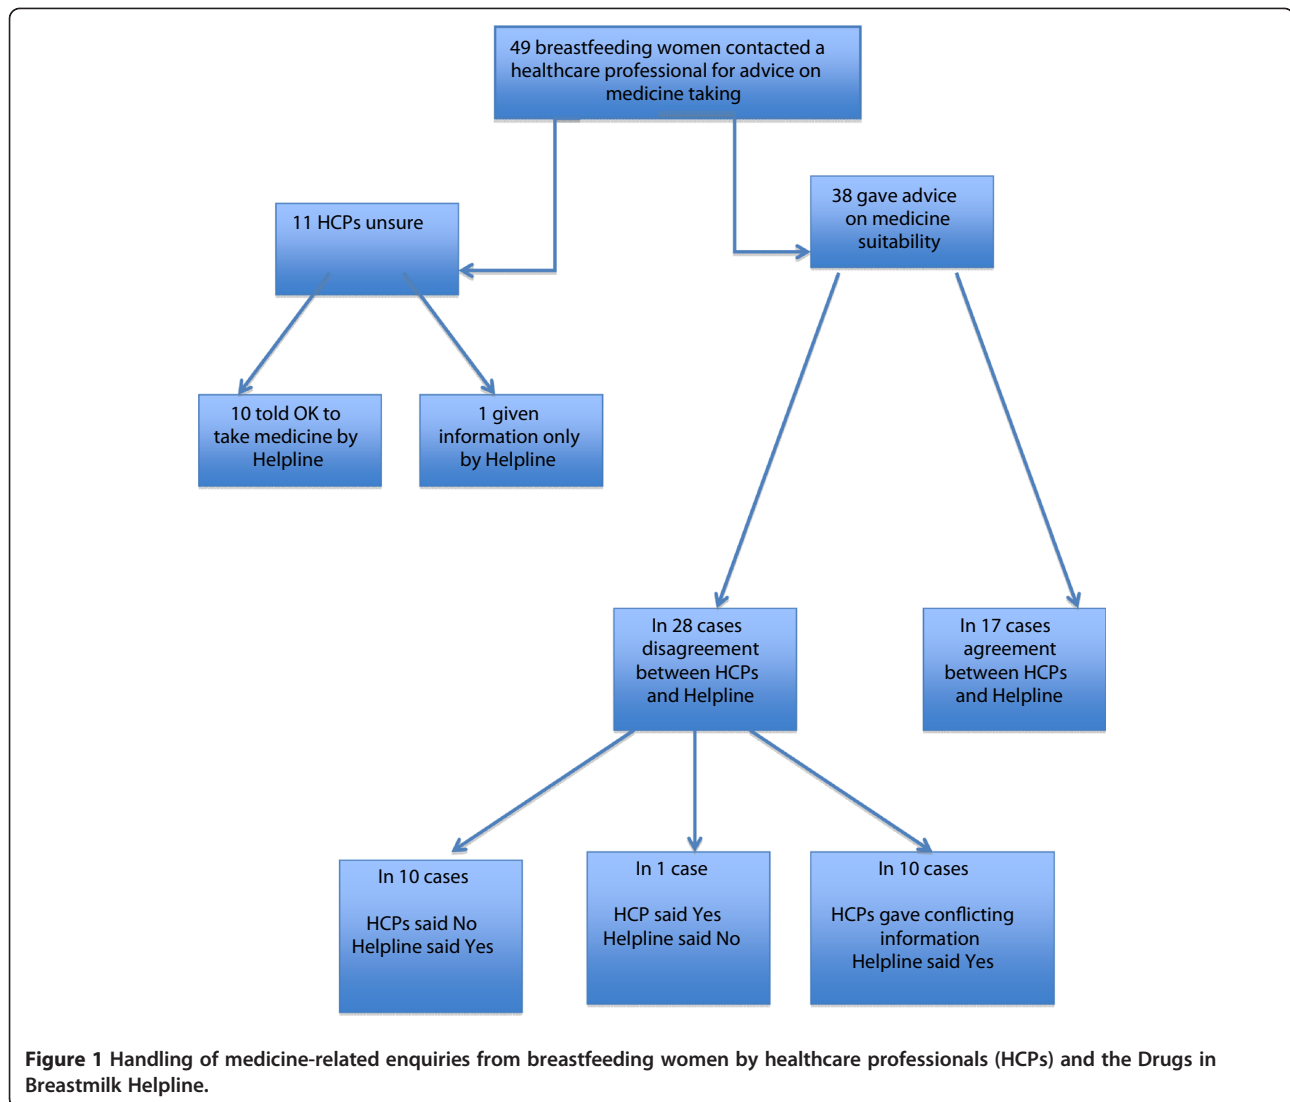 49 breastfeeding women contacted a
healthcare professional for advice on
medicine taking
11 HCPs unsure
38 gave advice
on medicine
suitability
10 told OK to
take medicine by
Helpline
1 given
information only
by Helpline
In 28 cases
disagreement
between HCPs
and Helpline
In 17 cases
agreement
between HCPs
and Helpline
In 10 cases
HCPs said No
Helpline said Yes
In 1 case
HCP said Yes
Helpline said No
In 10 cases
HCPs gave conflicting
information
Helpline said Yes
Figure 1 Handling of medicine-related enquiries from breastfeeding women by healthcare professionals (HCPs) and the Drugs in
Breastmilk Helpline.